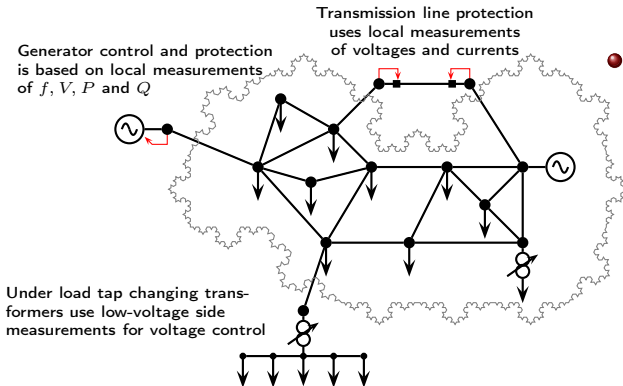 Transmission line protection
uses local measurements
of voltages and currents
Generator control and protection
is based on local measurements
of f, V, P and Q
Under load tap changing trans-
formers use low-voltage side
measurements for voltage control